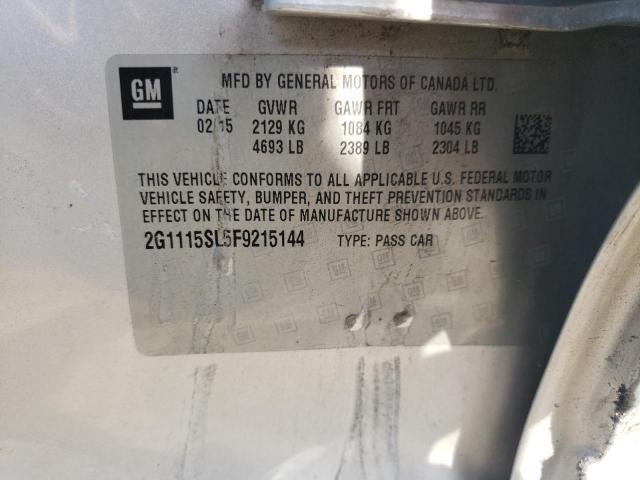 GM
MFD BY GENERAL MOTORS OF CANADA LTD.
DATE GVWR GAWR FRT GAWR RR
02/15 2129 KG 1084 KG 1045 KG
4693 LB 2389 LB 2304 LB
THIS VEHICLE CONFORMS TO ALL APPLICABLE U.S. FEDERAL MOTOR
VEHICLE SAFETY, BUMPER, AND THEFT PREVENTION STANDARDS IN
EFFECT ON THE DATE OF MANUFACTURE SHOWN ABOVE.
2G1115SL5F9215144 TYPE: PASS CAR